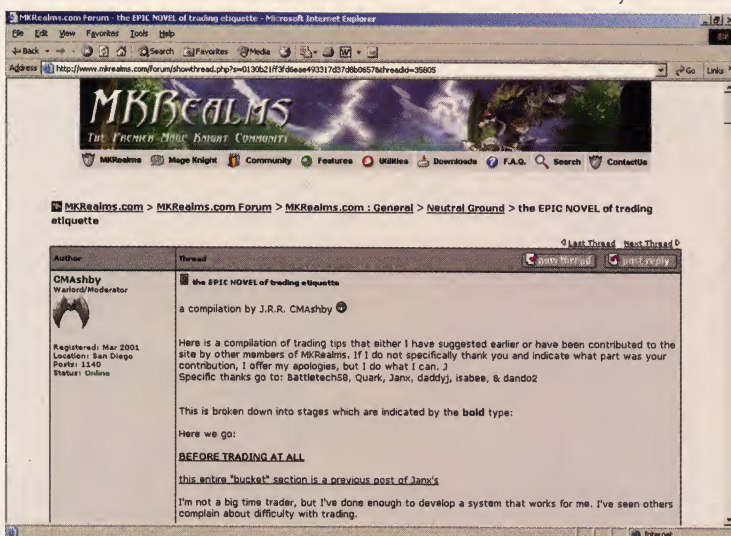 MKRealms.com Forum - the EPIC NOVEL of trading etiquette - Microsoft Internet Explorer
File Edit View Favorites Tools Help
Back Search Favorites Media
Address http://www.mkrealms.com/forum/showthread.php?s=0130b21ff3fd6eae493317d37d8b0657&threadid=35805 Go Links
MKREALMS
THE PREMIER MAGE KNIGHT COMMUNITY
MKRealms Mage Knight Community Features Utilities Downloads F.A.Q. Search ContactUs
MKRealms.com > MKRealms.com Forum > MKRealms.com : General > Neutral Ground > the EPIC NOVEL of trading
etiquette
Last Thread Next Thread
Author Thread new thread post reply
CMAshby
Warlord/Moderator
Registered: Mar 2001
Location: San Diego
Posts: 1140
Status: Online
the EPIC NOVEL of trading etiquette
a compilation by J.R.R. CMAshby
Here is a compilation of trading tips that either I have suggested earlier or have been contributed to the
site by other members of MKRealms. If I do not specifically thank you and indicate what part was your
contribution, I offer my apologies, but I do what I can. J
Specific thanks go to: Battletech58, Quark, Janx, daddyj, isabee, & dando2
This is broken down into stages which are indicated by the bold type:
Here we go:
BEFORE TRADING AT ALL
this entire "bucket" section is a previous post of Janx's
I'm not a big time trader, but I've done enough to develop a system that works for me. I've seen others
complain about difficulty with trading.
Internet